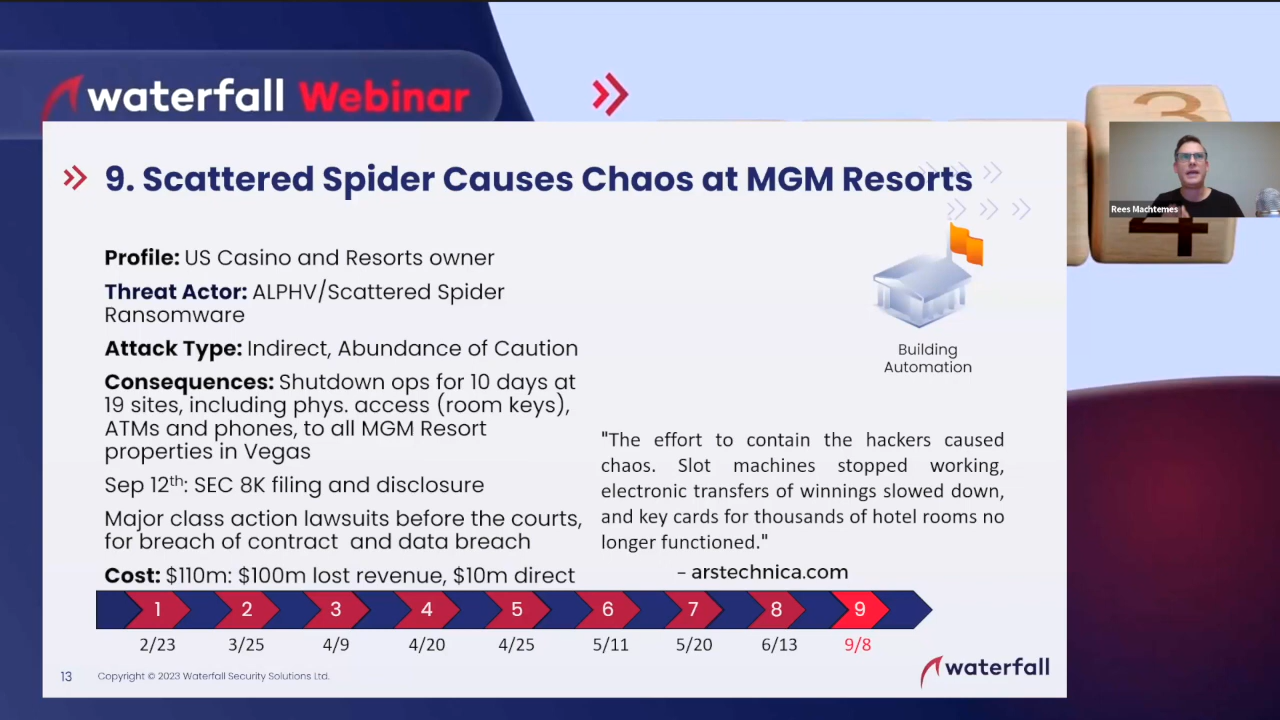 waterfall Webinar
3
4
Rees Machtemes
9. Scattered Spider Causes Chaos at MGM Resorts
Profile: US Casino and Resorts owner
Threat Actor: ALPHV/Scattered Spider
Ransomware
Attack Type: Indirect, Abundance of Caution
Consequences: Shutdown ops for 10 days at
19 sites, including phys. access (room keys),
ATMs and phones, to all MGM Resort
properties in Vegas
Sep 12th: SEC 8K filing and disclosure
Major class action lawsuits before the courts,
for breach of contract and data breach
Cost: $110m: $100m lost revenue, $10m direct
Building
Automation
"The effort to contain the hackers caused
chaos. Slot machines stopped working,
electronic transfers of winnings slowed down,
and key cards for thousands of hotel rooms no
longer functioned."
– arstechnica.com
1 2 3 4 5 6 7 8 9
2/23 3/25 4/9 4/20 4/25 5/11 5/20 6/13 9/8
13 Copyright © 2023 Waterfall Security Solutions Ltd.
waterfall